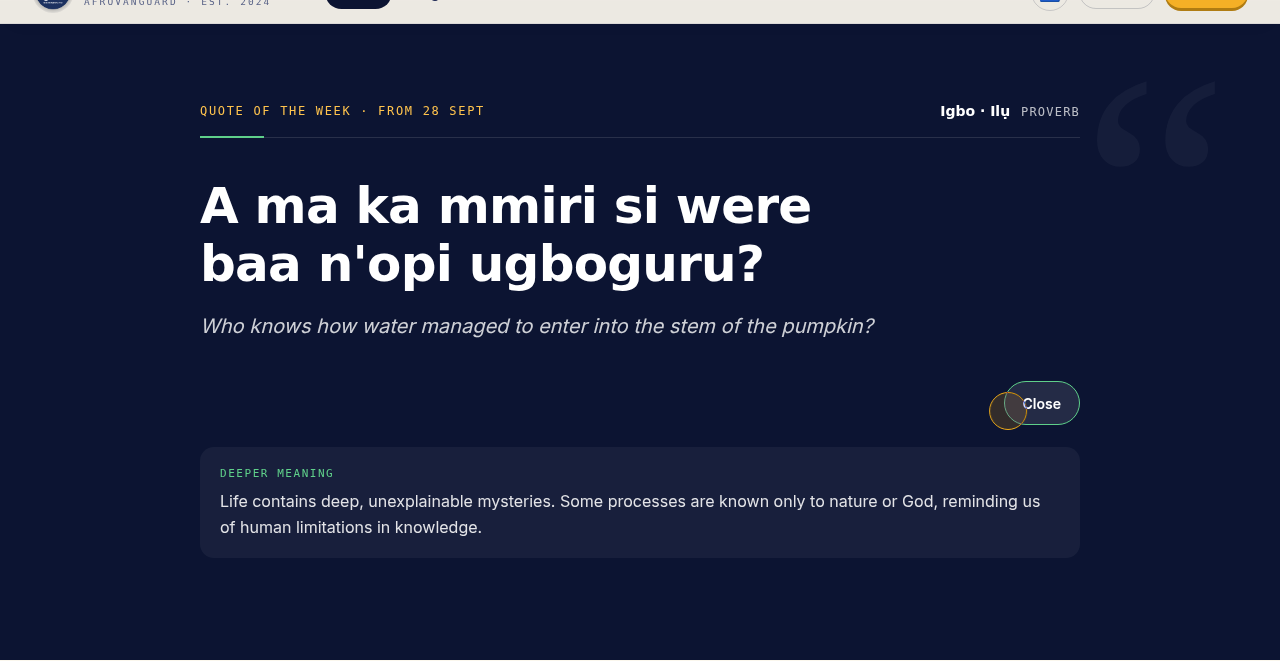 AFROVANGUARD · EST. 2024
QUOTE OF THE WEEK · FROM 28 SEPT
Igbo · Ilụ PROVERB
A ma ka mmiri si were
baa n'opi ugboguru?
Who knows how water managed to enter into the stem of the pumpkin?
Close
DEEPER MEANING
Life contains deep, unexplainable mysteries. Some processes are known only to nature or God, reminding us
of human limitations in knowledge.